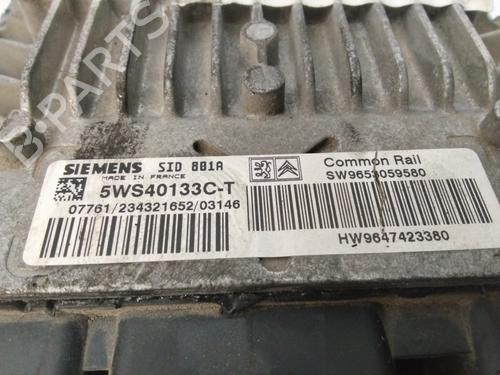 B-PARTS
SIEMENS SID 801A
MADE IN FRANCE
5WS40133C-T
07761/234321652/03146
Common Rail
SW9653059580
HW9647423380